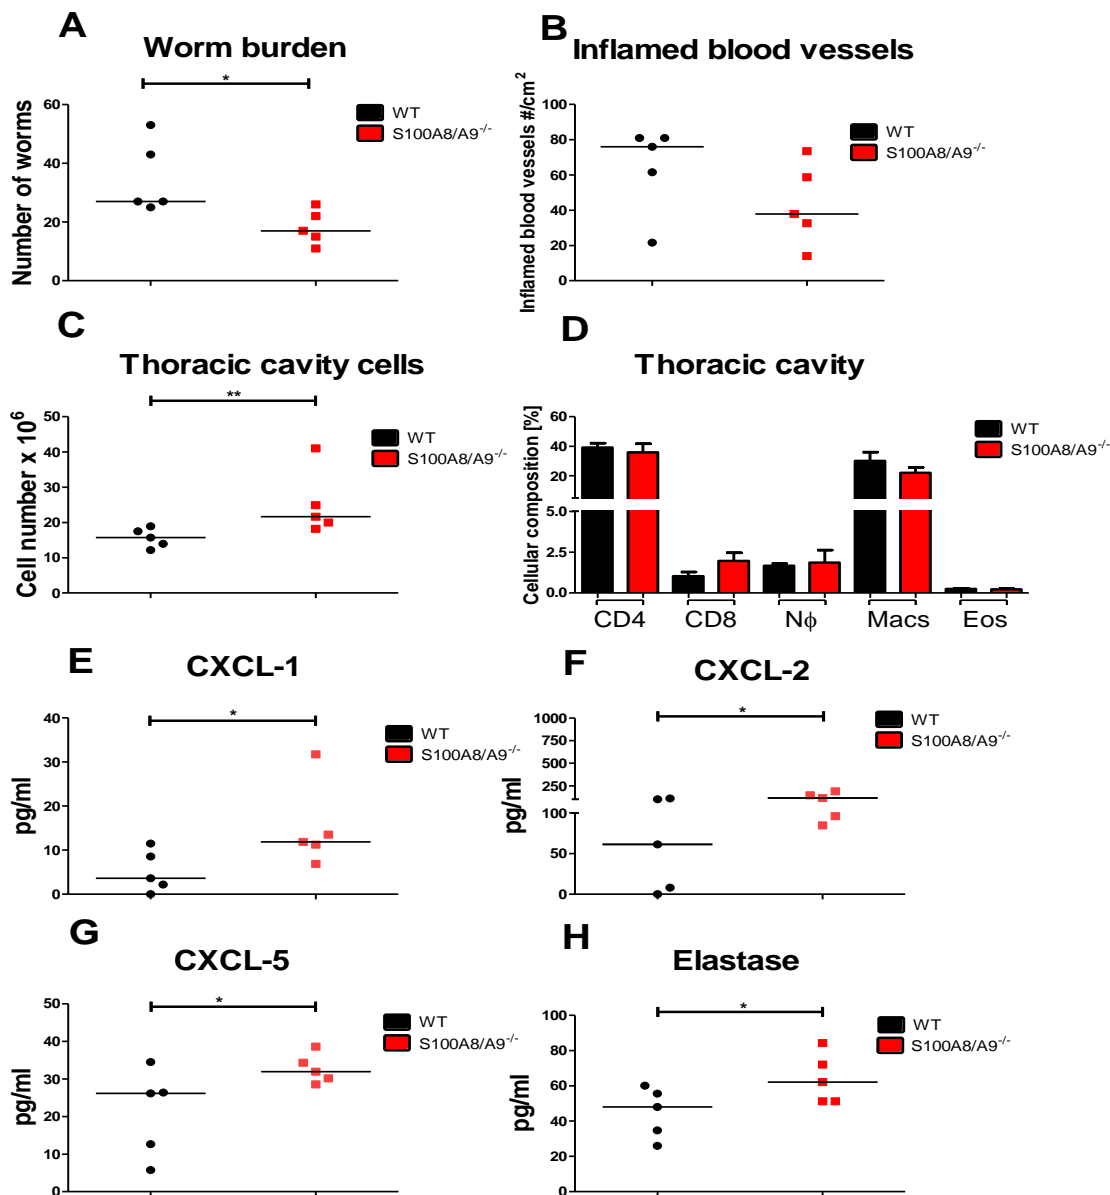 A
Worm burden
*
Number of worms
60
40
20
0
WT
S100A8/A9-/-
B
Inflamed blood vessels
Inflamed blood vessels #/cm2
100
80
60
40
20
0
WT
S100A8/A9-/-
C
Thoracic cavity cells
**
Cell number x 106
50
40
30
20
10
0
WT
S100A8/A9-/-
D
Thoracic cavity
Cellular composition [%]
60
40
20
5.0
2.5
0.0
CD4 CD8 Nϕ Macs Eos
WT
S100A8/A9-/-
E
CXCL-1
*
pg/ml
40
30
20
10
0
WT
S100A8/A9-/-
F
CXCL-2
*
pg/ml
1000
750
500
250
100
50
0
WT
S100A8/A9-/-
G
CXCL-5
*
pg/ml
50
40
30
20
10
0
WT
S100A8/A9-/-
H
Elastase
*
pg/ml
100
80
60
40
20
0
WT
S100A8/A9-/-